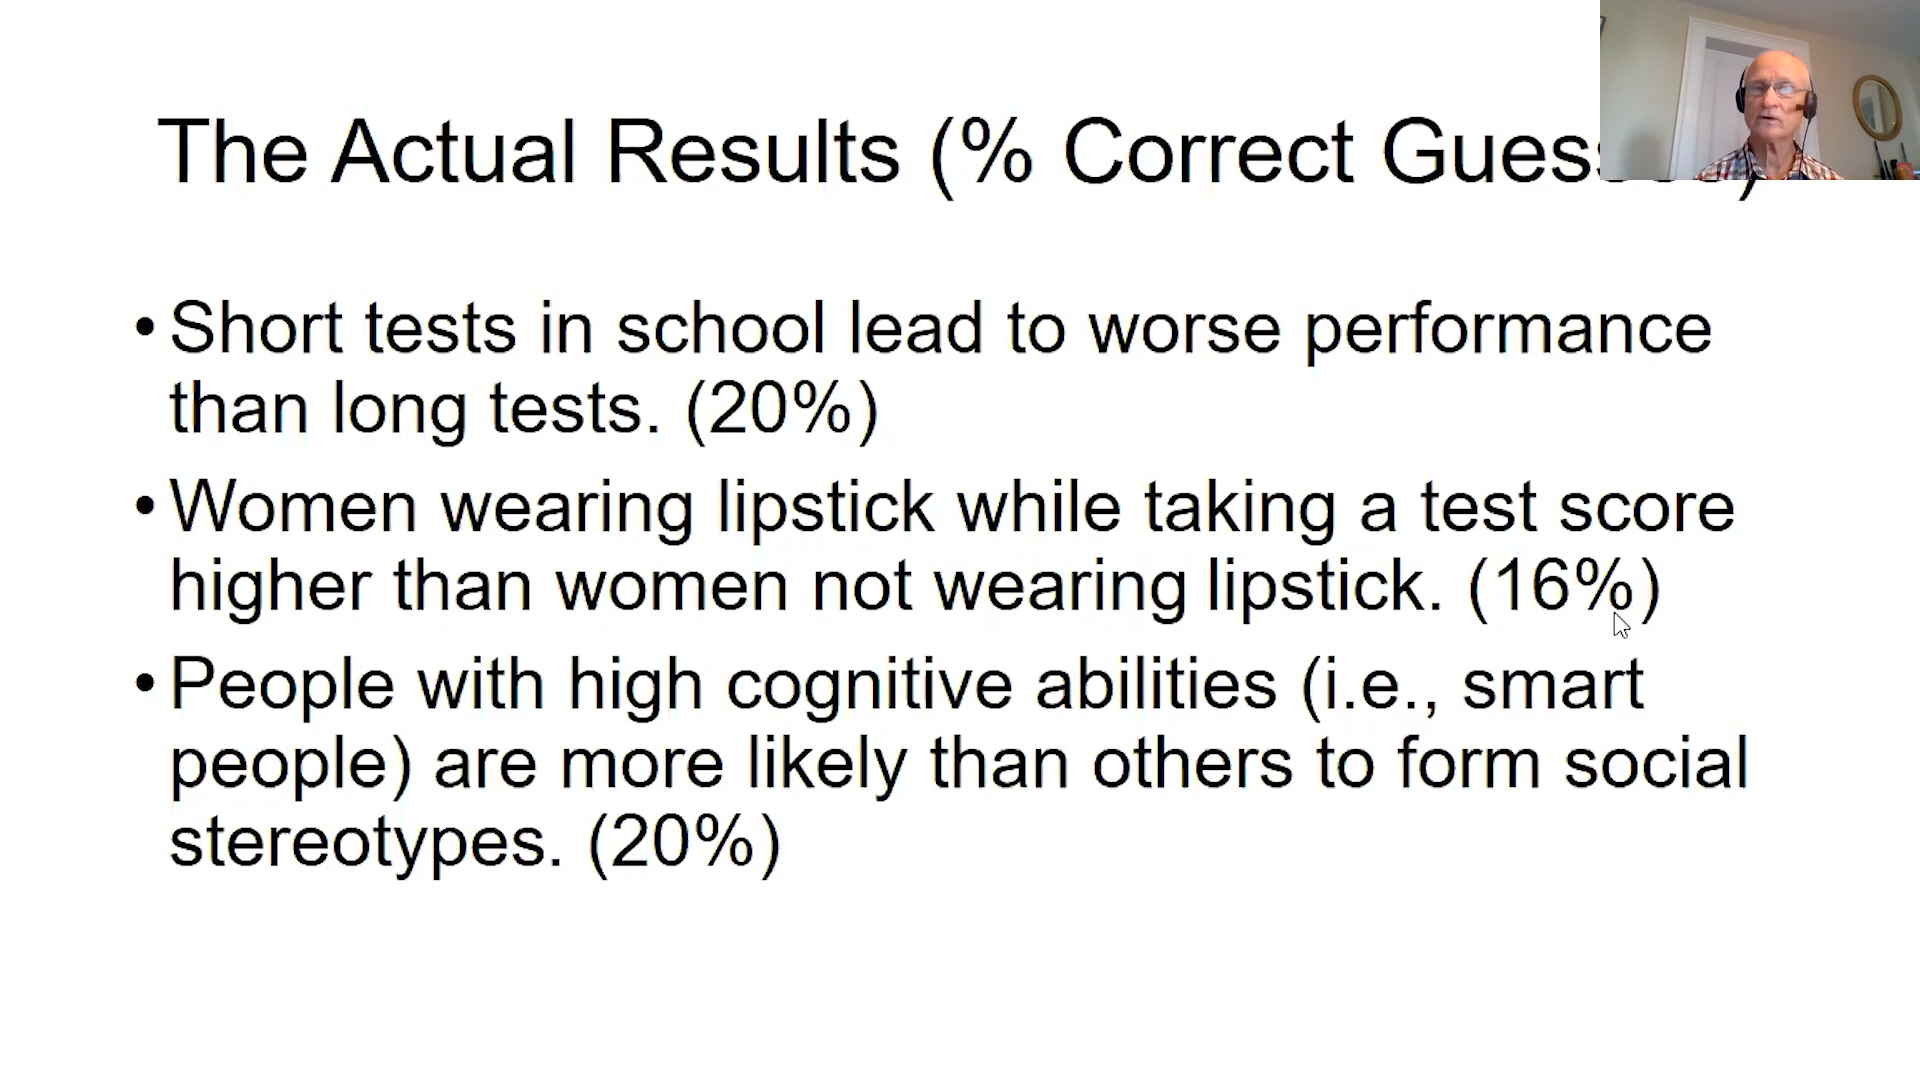 The Actual Results (% Correct
• Short tests in school lead to worse performance
than long tests. (20%)
• Women wearing lipstick while taking a test score
higher than women not wearing lipstick. (16%)
• People with high cognitive abilities (i.e., smart
people) are more likely than others to form social
stereotypes. (20%)